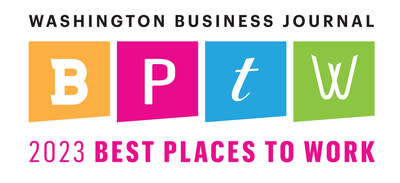 WASHINGTON BUSINESS JOURNAL
B P t W
2023 BEST PLACES TO WORK